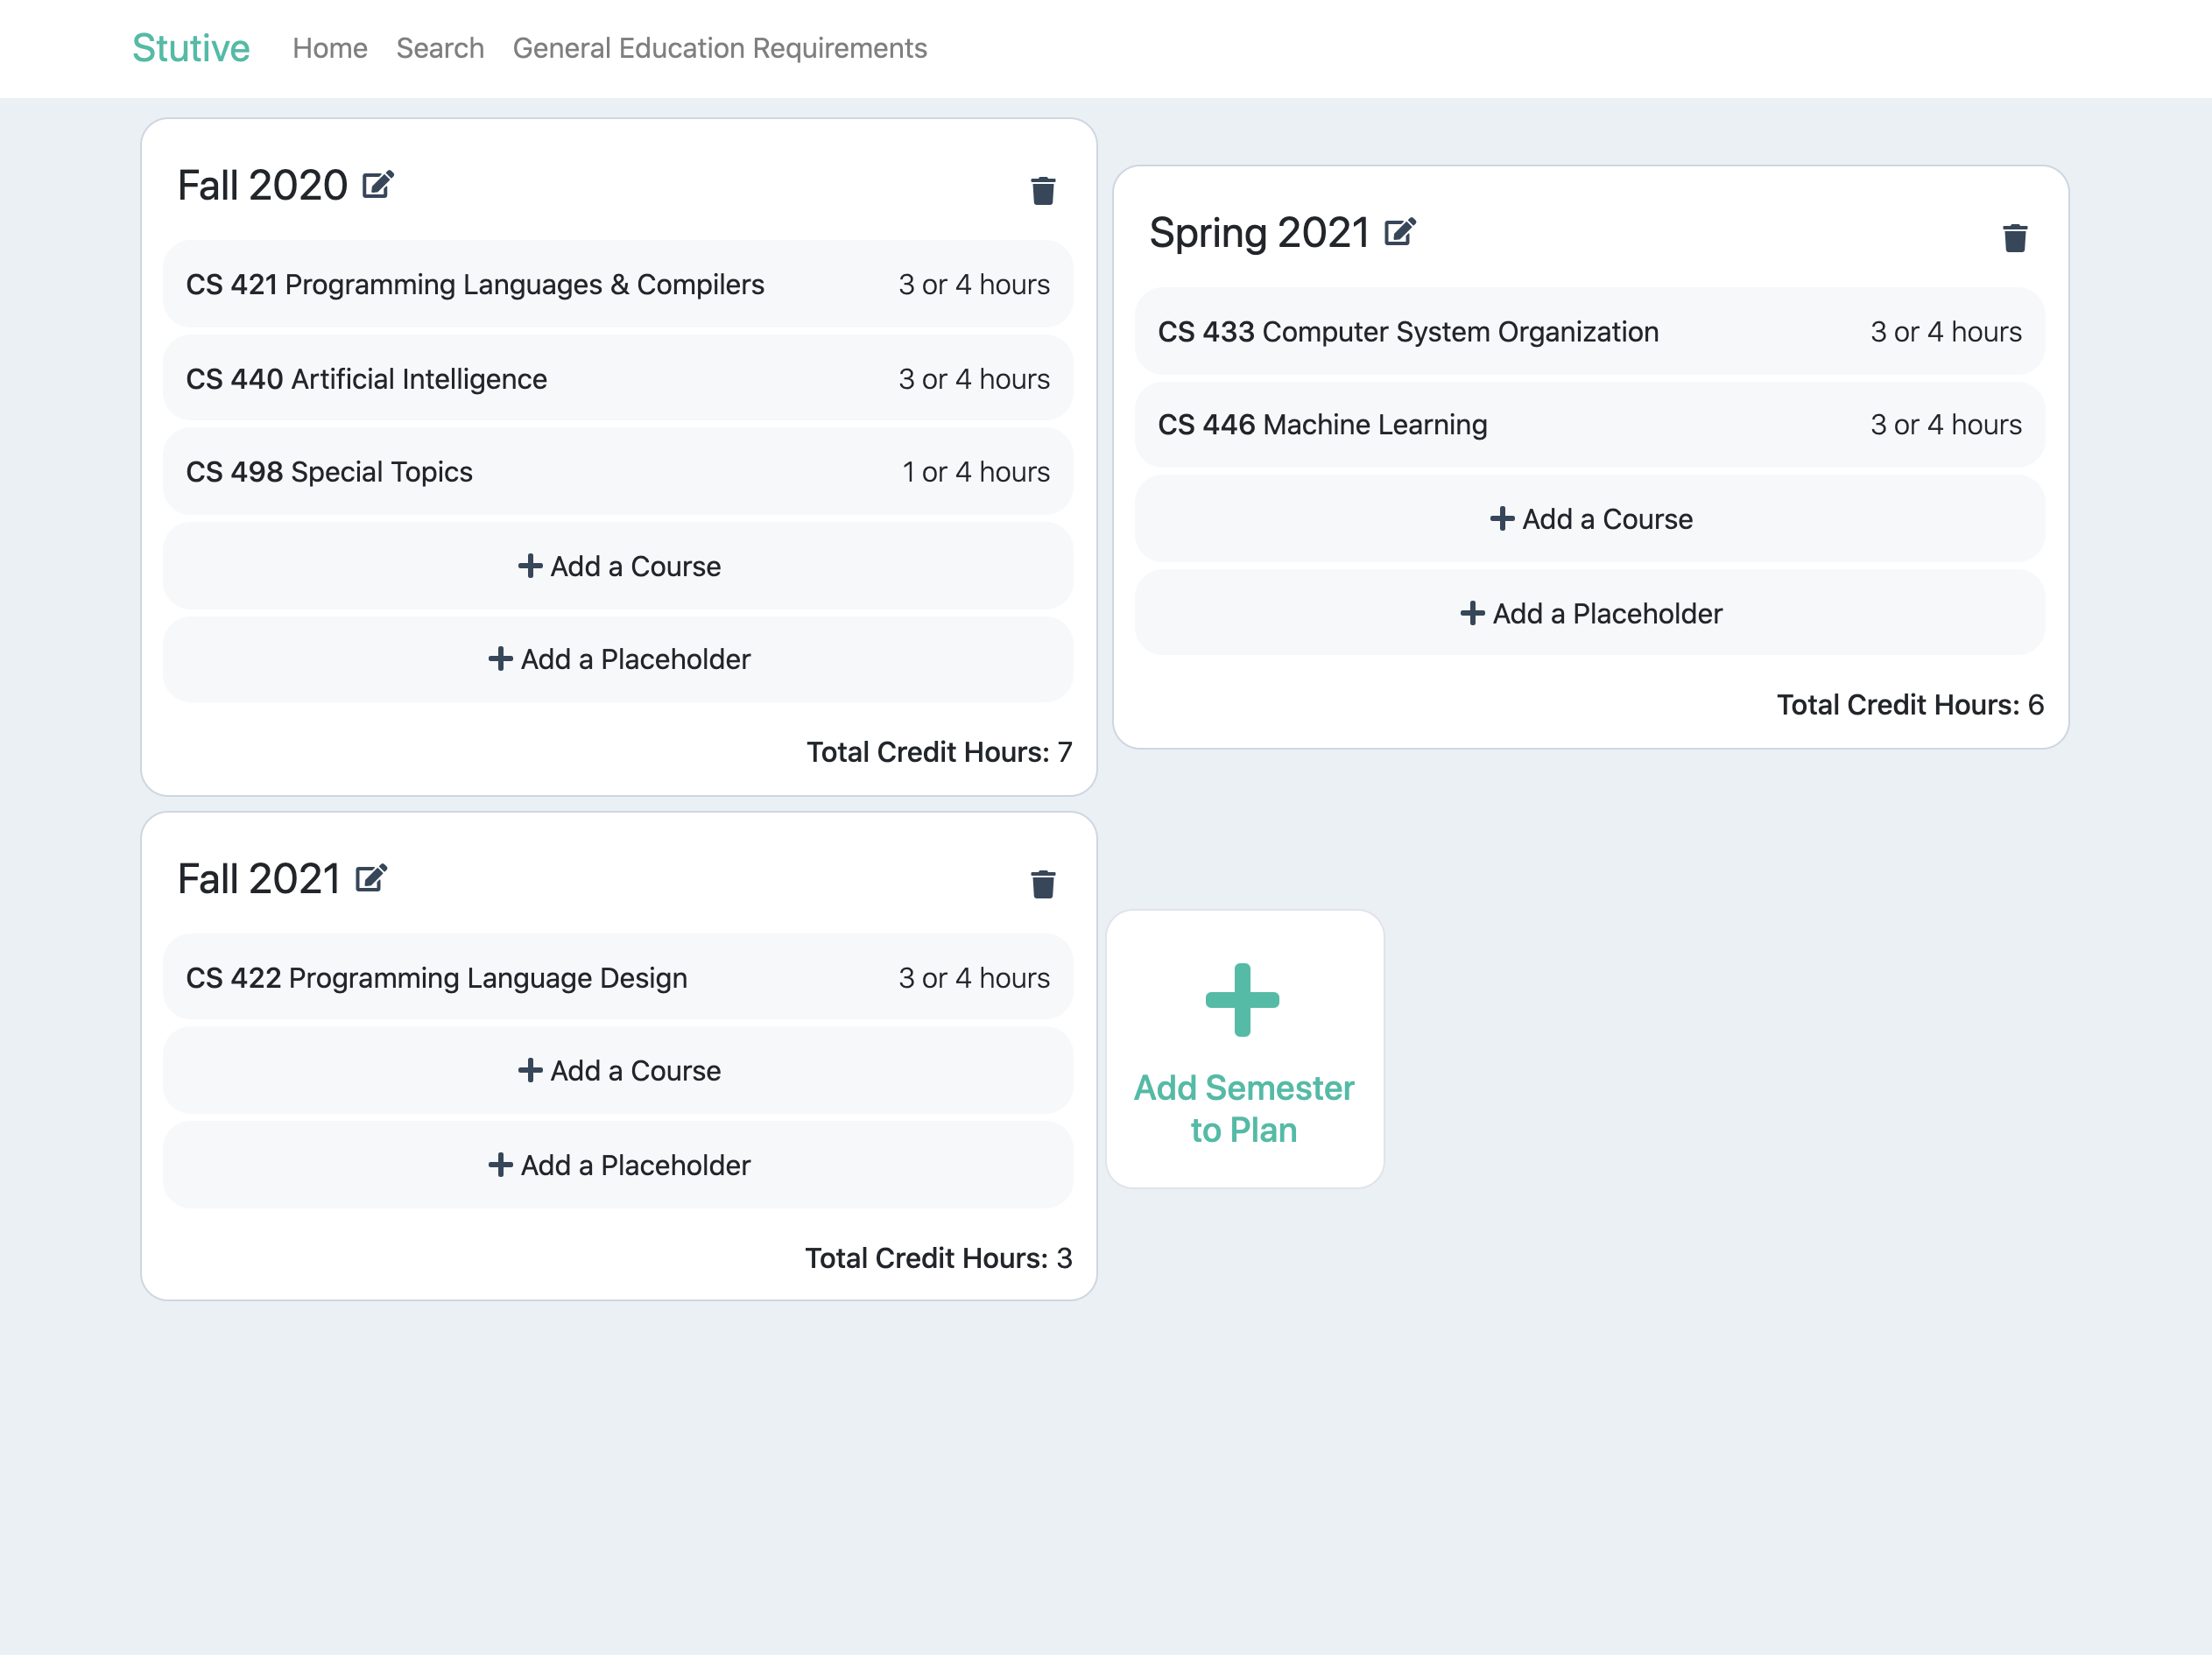 Stutive Home Search General Education Requirements
Fall 2020
CS 421 Programming Languages & Compilers 3 or 4 hours
CS 440 Artificial Intelligence 3 or 4 hours
CS 498 Special Topics 1 or 4 hours
Add a Course
Add a Placeholder
Total Credit Hours: 7
Spring 2021
CS 433 Computer System Organization 3 or 4 hours
CS 446 Machine Learning 3 or 4 hours
Add a Course
Add a Placeholder
Total Credit Hours: 6
Fall 2021
CS 422 Programming Language Design 3 or 4 hours
Add a Course
Add a Placeholder
Total Credit Hours: 3
Add Semester
to Plan